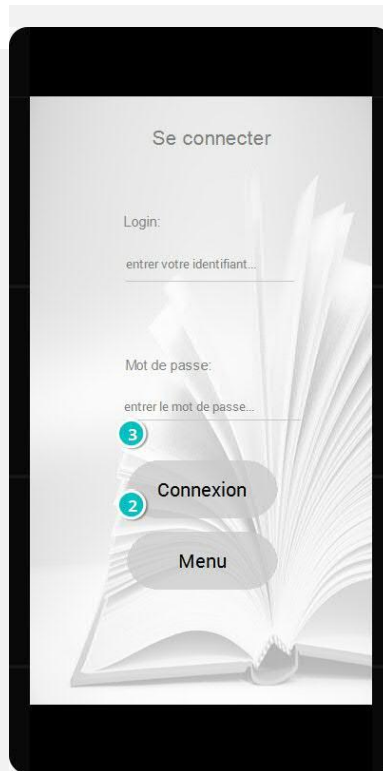 Se connecter
Login:
entrer votre identifiant...
Mot de passe:
entrer le mot de passe...
3
Connexion
2
Menu